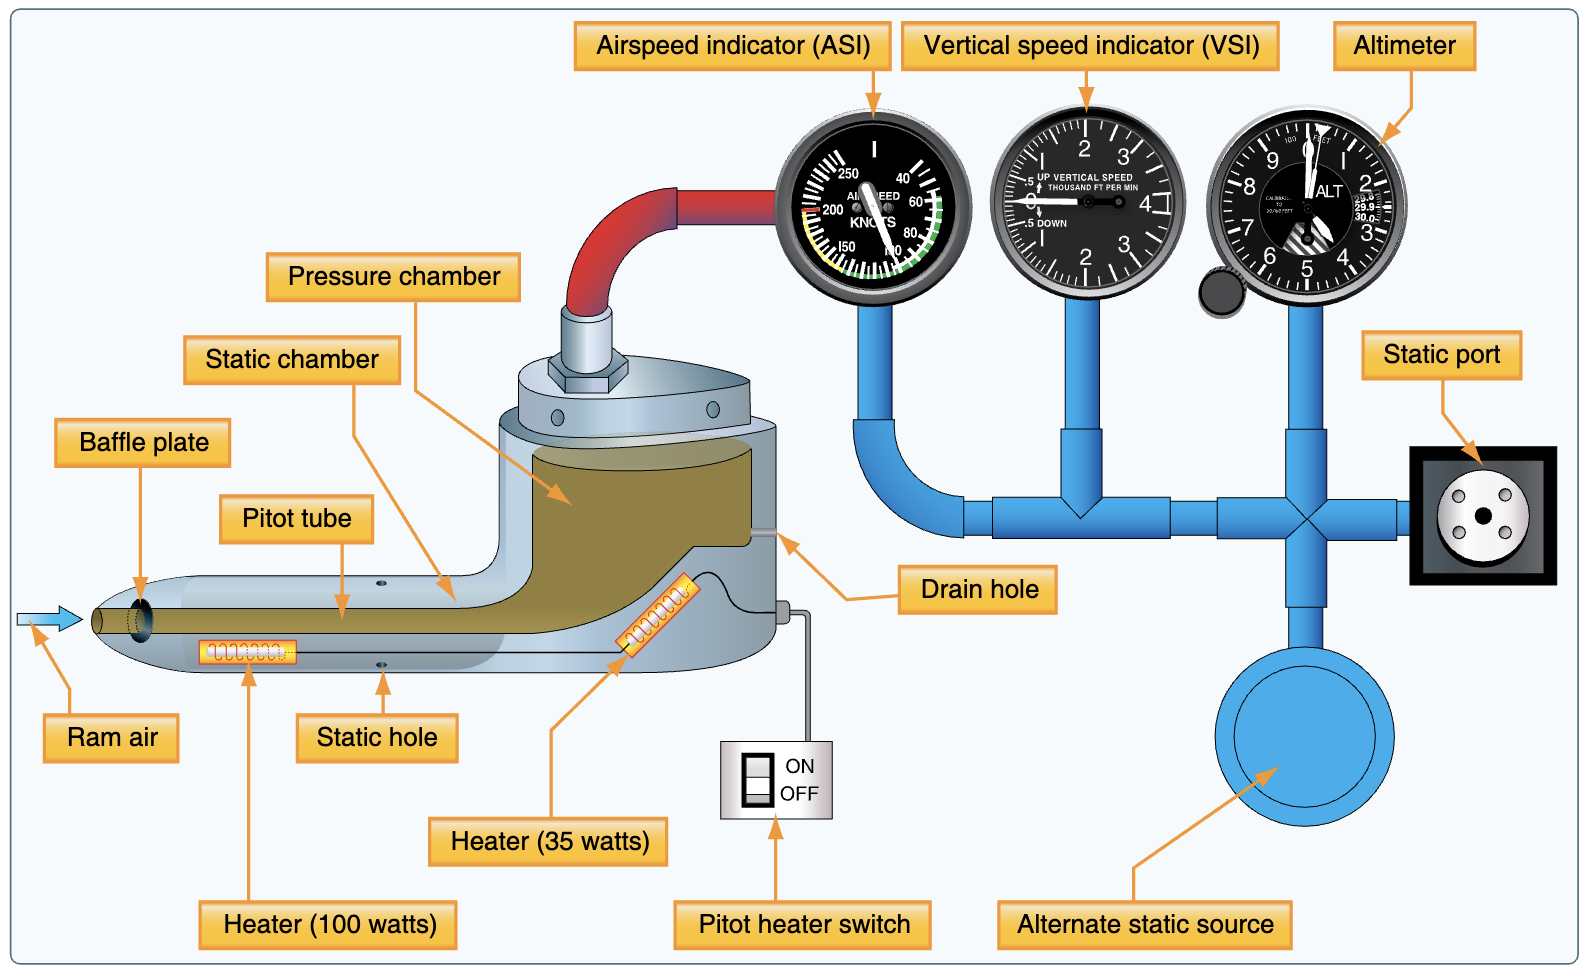 Airspeed indicator (ASI)
Vertical speed indicator (VSI)
Altimeter
250
40
AIRSPEED
60
200
KNOTS
80
150
100
2
3
.5 UP VERTICAL SPEED
THOUSAND FT PER MIN
4
.5 DOWN
3
2
100 FEET
0
9
1
8
ALT
2
29.9
30.0
7
3
6
4
5
Pressure chamber
Static chamber
Static port
Baffle plate
Pitot tube
Drain hole
Ram air
Static hole
ON
OFF
Heater (35 watts)
Heater (100 watts)
Pitot heater switch
Alternate static source